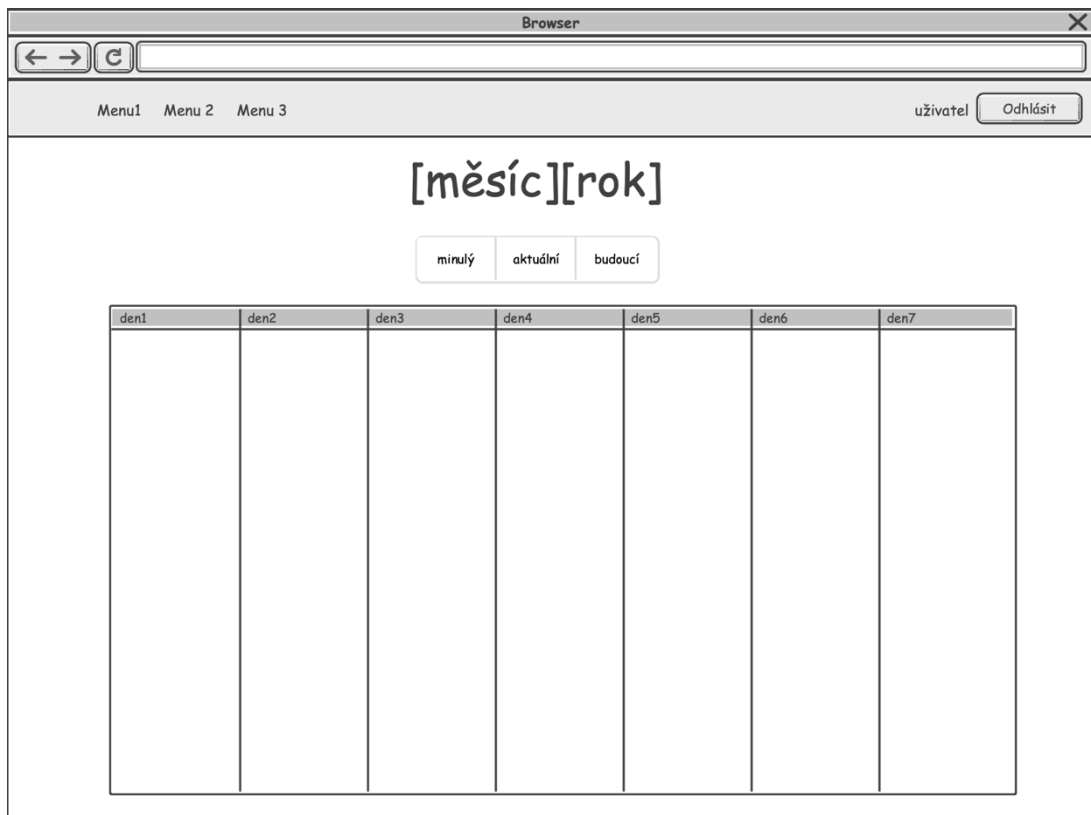 Browser
Menu1 Menu 2 Menu 3 uživatel Odhlásit
[měsíc][rok]
minulý aktuální budoucí
den1 den2 den3 den4 den5 den6 den7